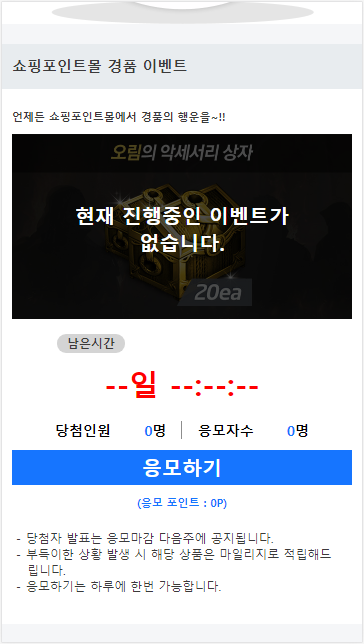 쇼핑포인트몰 경품 이벤트
언제든 쇼핑포인트몰에서 경품의 행운을~!!
오림의 악세서리 상자
현재 진행중인 이벤트가
없습니다.
20ea
남은시간
--일 --:--:--
당첨인원 0명 응모자수 0명
응모하기
(응모 포인트 : 0P)
- 당첨자 발표는 응모마감 다음주에 공지됩니다.
- 부득이한 상황 발생 시 해당 상품은 마일리지로 적립해드
립니다.
- 응모하기는 하루에 한번 가능합니다.